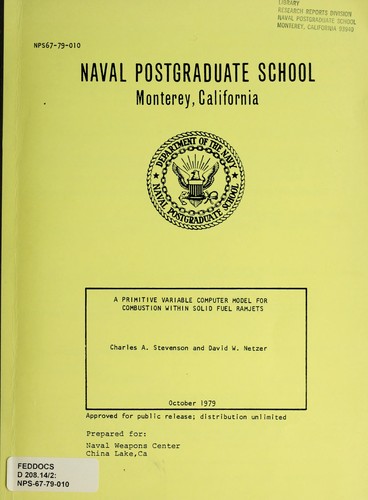 LIBRARY
RESEARCH REPORTS DIVISION
NAVAL POSTGRADUATE SCHOOL
MONTEREY, CALIFORNIA 93940
NPS67-79-010
NAVAL POSTGRADUATE SCHOOL
Monterey, California
DEPARTMENT OF THE NAVY
NAVAL POSTGRADUATE SCHOOL
A PRIMITIVE VARIABLE COMPUTER MODEL FOR
COMBUSTION WITHIN SOLID FUEL RAMJETS
Charles A. Stevenson and David W. Netzer
October 1979
Approved for public release; distribution unlimited
Prepared for:
Naval Weapons Center
China Lake,Ca
FEDDOCS
D 208.14/2:
NPS-67-79-010